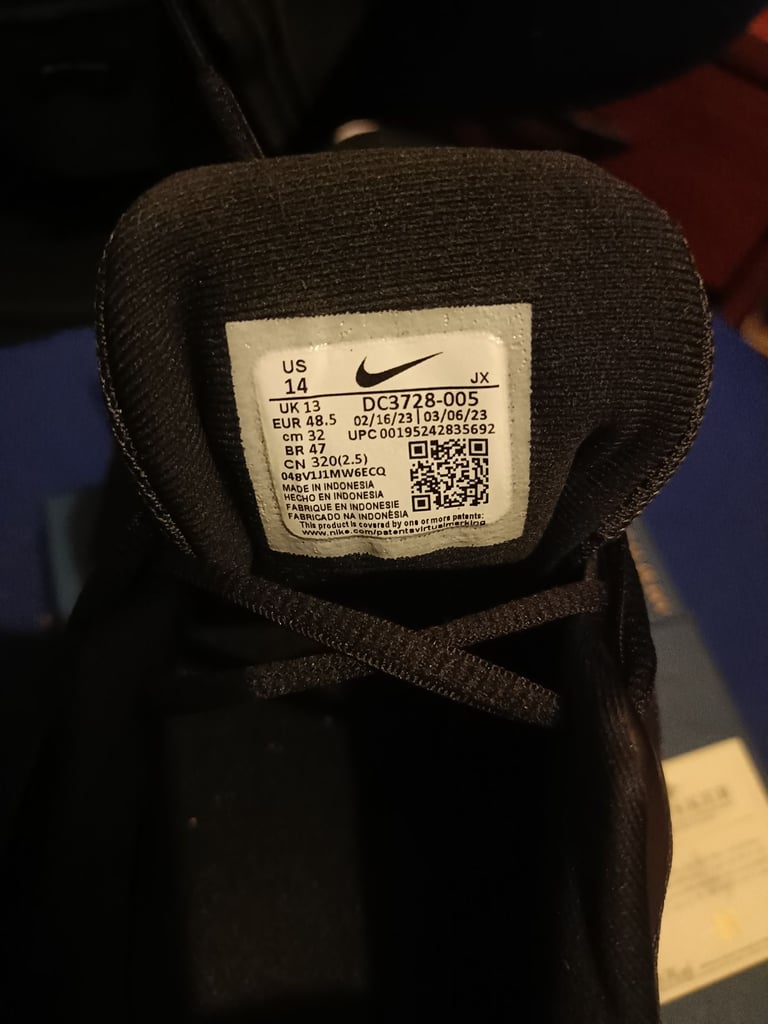 US
14
JX
UK 13
DC3728-005
EUR 48.5
02/16/23 | 03/06/23
cm 32
UPC 00195242835692
BR 47
CN 320(2.5)
048V1J1MW6ECQ
MADE IN INDONESIA
HECHO EN INDONESIA
FABRIQUE EN INDONESIE
FABRICADO NA INDONÉSIA
This product is covered by one or more patents:
www.nike.com/patentsvirtualmarking